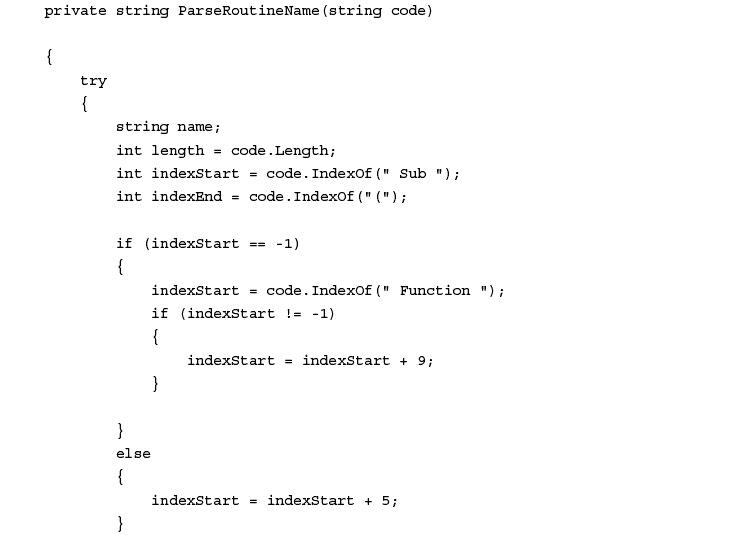 private string ParseRoutineName(string code)
{
try
{
string name;
int length = code.Length;
int indexStart = code.IndexOf(" Sub ");
int indexEnd = code.IndexOf("(");
if (indexStart == -1)
{
indexStart = code.IndexOf(" Function ");
if (indexStart != -1)
{
indexStart = indexStart + 9;
}
}
else
{
indexStart = indexStart + 5;
}